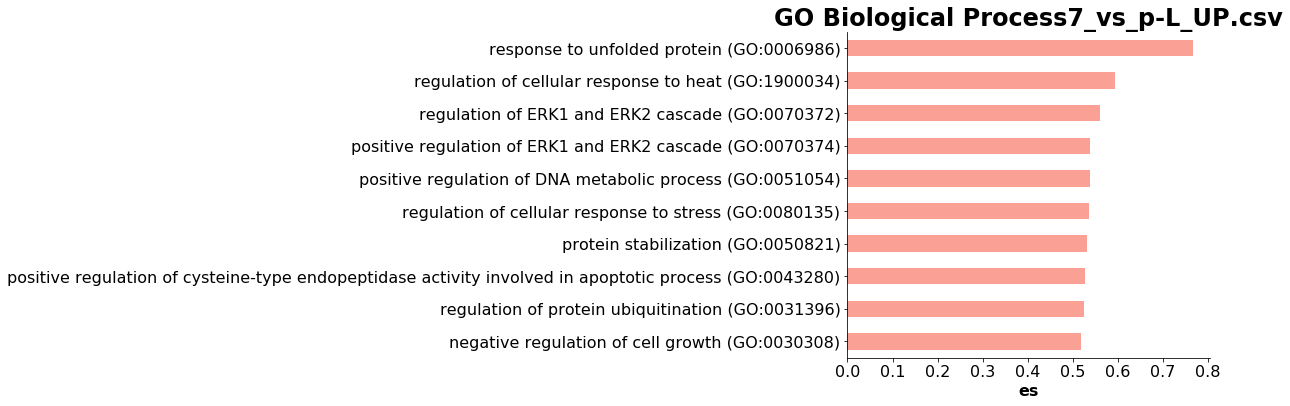 GO Biological Process7_vs_p-L_UP.csv
response to unfolded protein (GO:0006986)
regulation of cellular response to heat (GO:1900034)
regulation of ERK1 and ERK2 cascade (GO:0070372)
positive regulation of ERK1 and ERK2 cascade (GO:0070374)
positive regulation of DNA metabolic process (GO:0051054)
regulation of cellular response to stress (GO:0080135)
protein stabilization (GO:0050821)
positive regulation of cysteine-type endopeptidase activity involved in apoptotic process (GO:0043280)
regulation of protein ubiquitination (GO:0031396)
negative regulation of cell growth (GO:0030308)
0.0 0.1 0.2 0.3 0.4 0.5 0.6 0.7 0.8
es